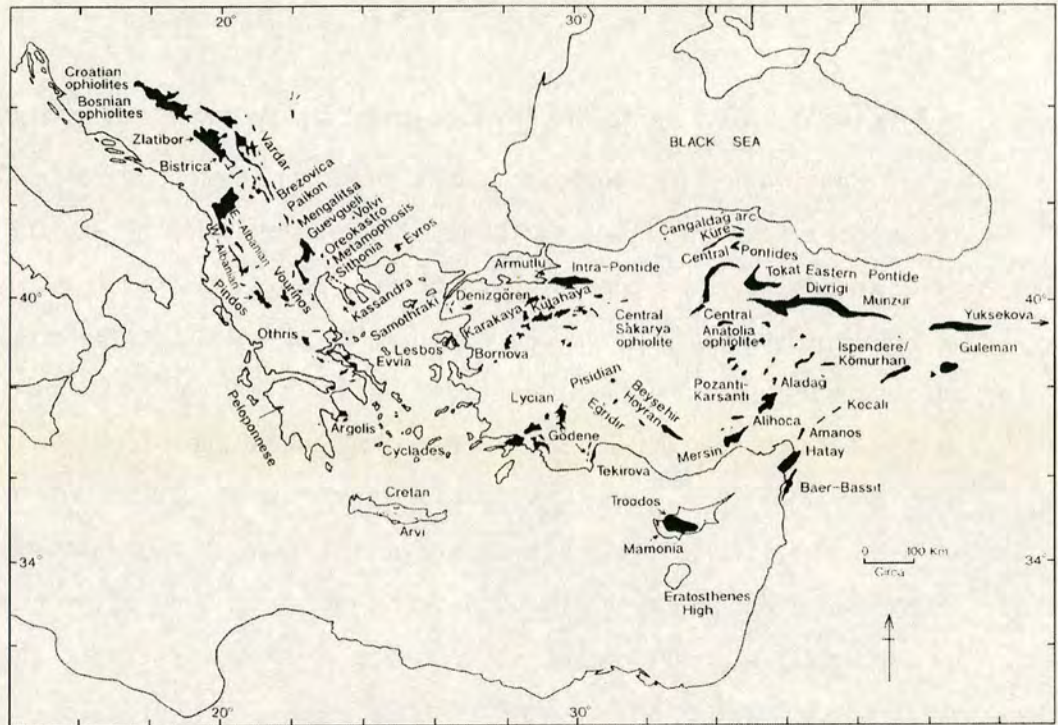 20°
30°
Croatian
ophiolites
Bosnian
ophiolites
Zlatibor
Bistrica
Vardar
Brezovica
Paikon
Mengalitsa
Guevgueli
Volvi
Oreokastro
Metamophosis
Sithonia
Evros
E-Albanian
W-Albanian
Pindos
Vourinos
Kassandra
Samothraki
Othris
Evvia
Lesbos
Peloponnese
Argolis
Cyclades
Cretan
Arvi
BLACK SEA
Cangaldag arc
Küre
Central Pontides
Armutlu
Intra-Pontide
Tokat Eastern Pontide
Divrigi
Munzur
40°
40°
Denizgören
Karakaya
Kutahaya
Bornova
Central
Sakarya
ophiolite
Central
Anatolia
ophiolite
Yuksekova
Guleman
Ispendere/
Kömurhan
Pozanti-
Karsanti
Aladag
Pisidian
Beysehir
Hoyran
Egridir
Lycian
Godene
Tekirova
Mersin
Alihoca
Kocali
Amanos
Hatay
Baer-Bassit
Troodos
Mamonia
Eratosthenes
High
34°
34°
0 100 Km
Circa
20°
30°